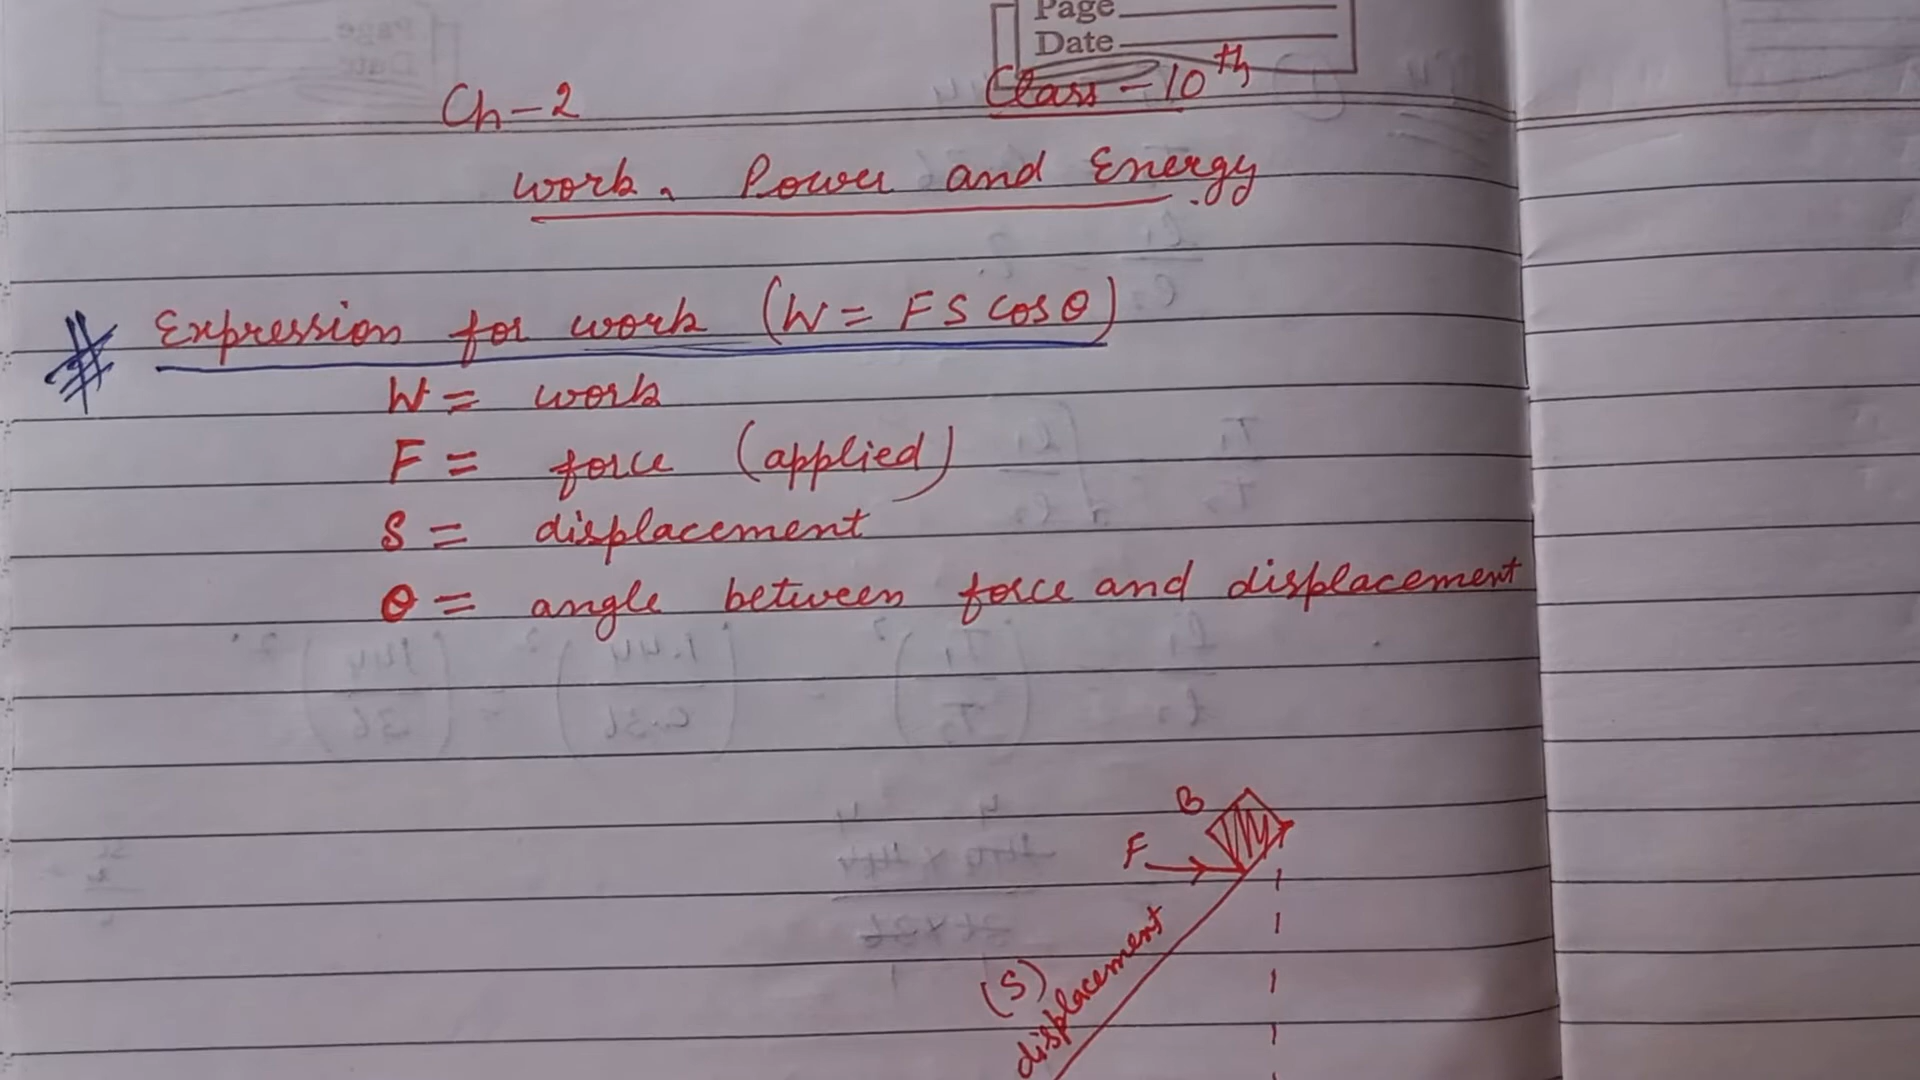 Page
Date
Class - 10th
Ch-2
Work, Power and Energy
Expression for work (W = FS cosθ)
W = work
F = force (applied)
S = displacement
θ = angle between force and displacement
B
F
(S)
displacement